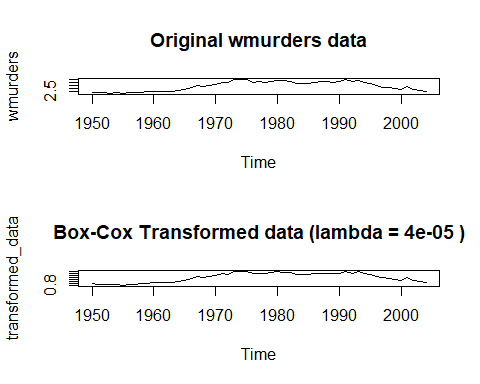 Original wmurders data
wmurders
2.5
1950 1960 1970 1980 1990 2000
Time
Box-Cox Transformed data (lambda = 4e-05 )
transformed_data
0.8
1950 1960 1970 1980 1990 2000
Time